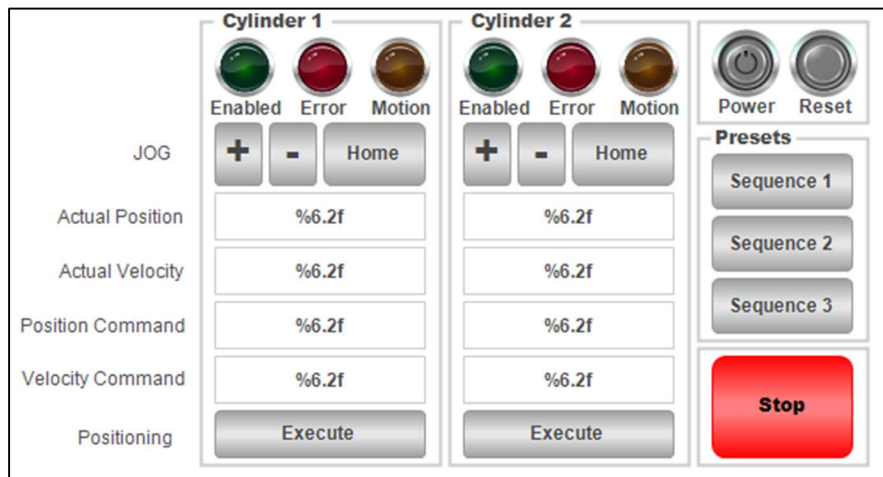 Cylinder 1 Cylinder 2
Enabled Error Motion Enabled Error Motion Power Reset
JOG + - Home + - Home
Presets
Sequence 1
Actual Position %6.2f %6.2f
Sequence 2
Actual Velocity %6.2f %6.2f
Sequence 3
Position Command %6.2f %6.2f
Velocity Command %6.2f %6.2f
Stop
Positioning Execute Execute